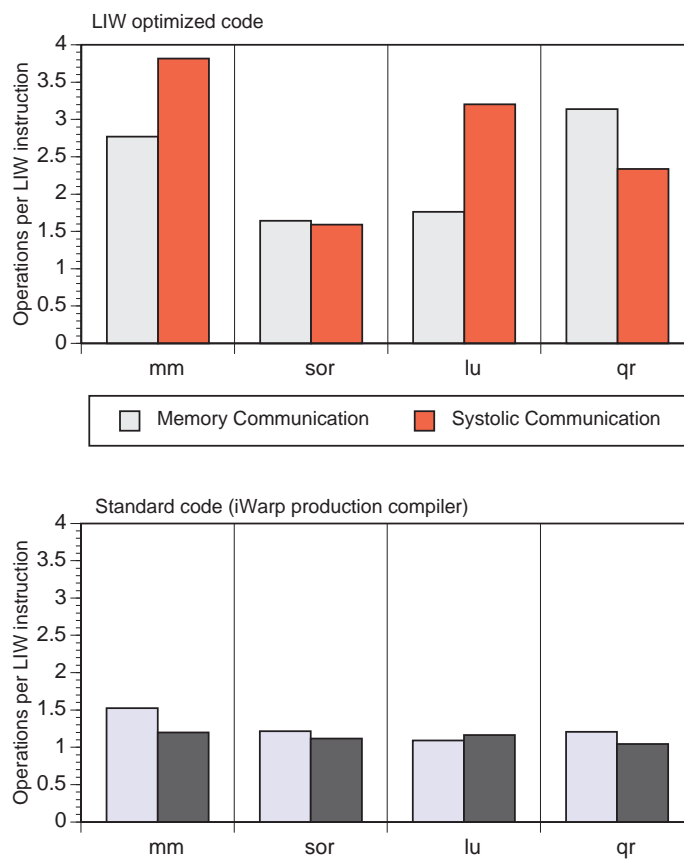 LIW optimized code
Operations per LIW instruction
4
3.5
3
2.5
2
1.5
1
0.5
0
mm sor lu qr
Memory Communication Systolic Communication
Standard code (iWarp production compiler)
Operations per LIW instruction
4
3.5
3
2.5
2
1.5
1
0.5
0
mm sor lu qr